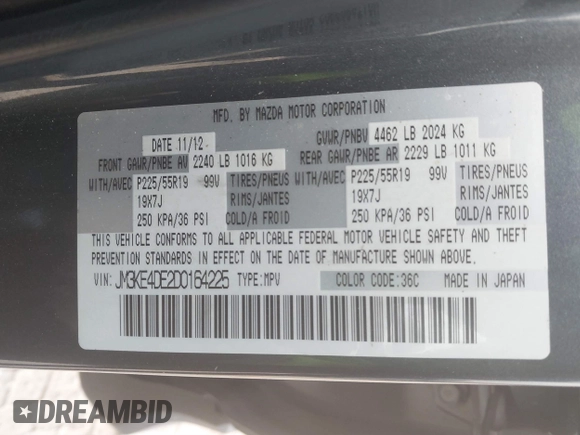 MFD. BY MAZDA MOTOR CORPORATION
DATE 11/12 GVWR/PNBV 4462 LB 2024 KG
FRONT GAWR/PNBE AV 2240 LB 1016 KG REAR GAWR/PNBE AR 2229 LB 1011 KG
WITH/AVEC P225/55R19 99V TIRES/PNEUS P225/55R19 99V TIRES/PNEUS
19X7J RIMS/JANTES 19X7J RIMS/JANTES
250 KPA/36 PSI COLD/A FROID 250 KPA/36 PSI COLD/A FROID
THIS VEHICLE CONFORMS TO ALL APPLICABLE FEDERAL MOTOR VEHICLE SAFETY AND THEFT
PREVENTION STANDARDS IN EFFECT ON THE DATE OF MANUFACTURE SHOWN ABOVE.
VIN: JM3KE4DE2D0164225 TYPE:MPV COLOR CODE:36C MADE IN JAPAN
DREAMBID